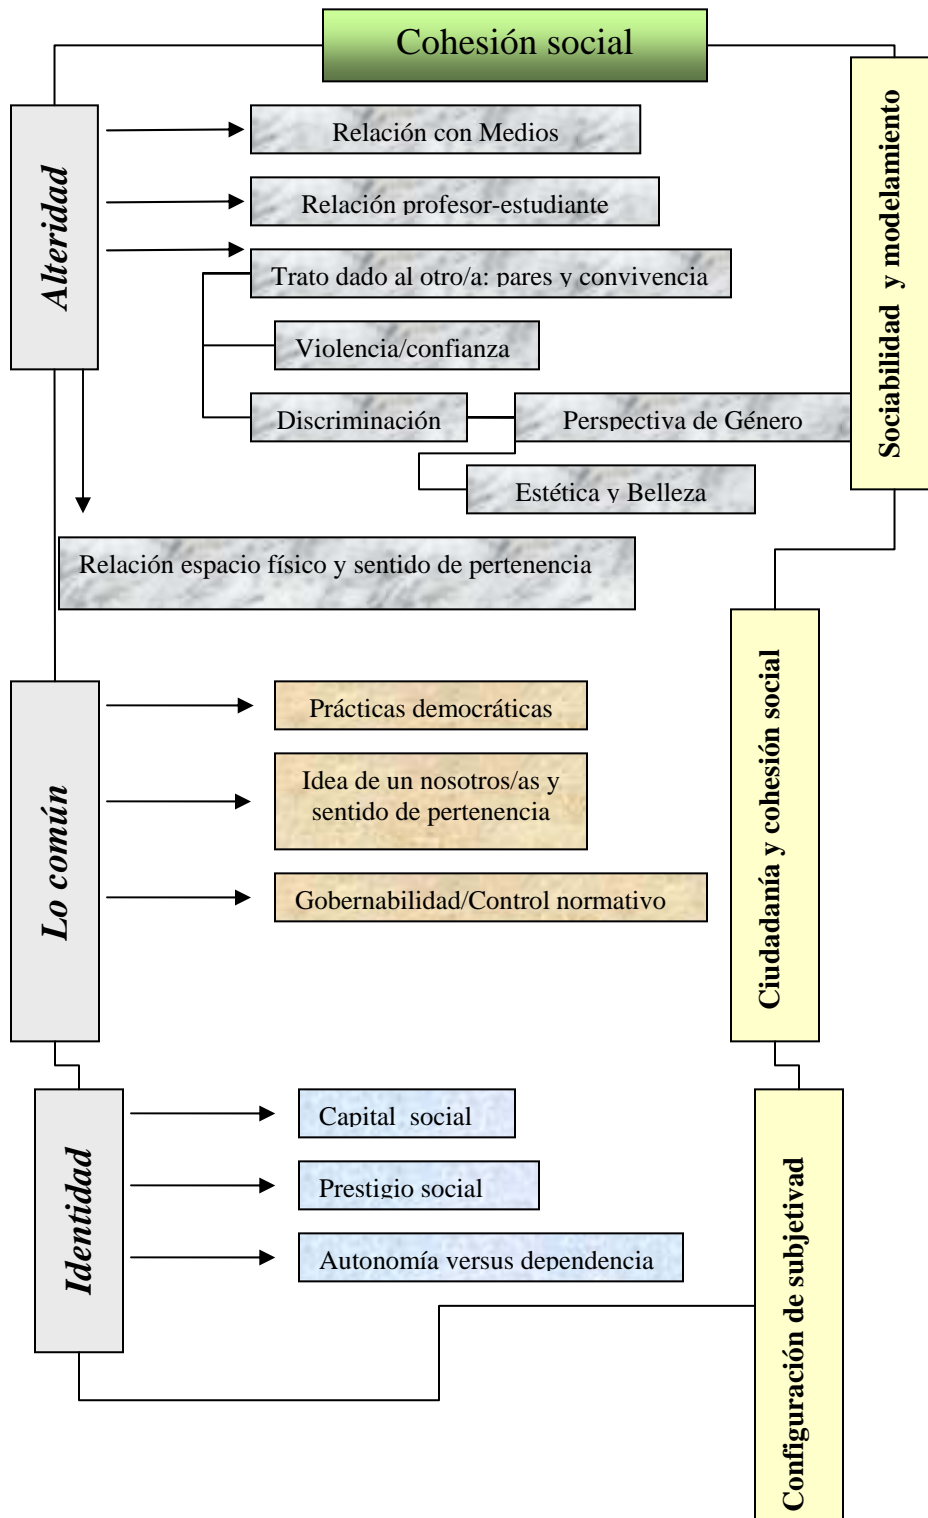 Cohesión social
Alteridad
Relación con Medios
Relación profesor-estudiante
Trato dado al otro/a: pares y convivencia
Violencia/confianza
Discriminación
Perspectiva de Género
Estética y Belleza
Relación espacio físico y sentido de pertenencia
Sociabilidad y modelamiento
Lo común
Prácticas democráticas
Idea de un nosotros/as y
sentido de pertenencia
Gobernabilidad/Control normativo
Ciudadanía y cohesión social
Identidad
Capital social
Prestigio social
Autonomía versus dependencia
Configuración de subjetivad